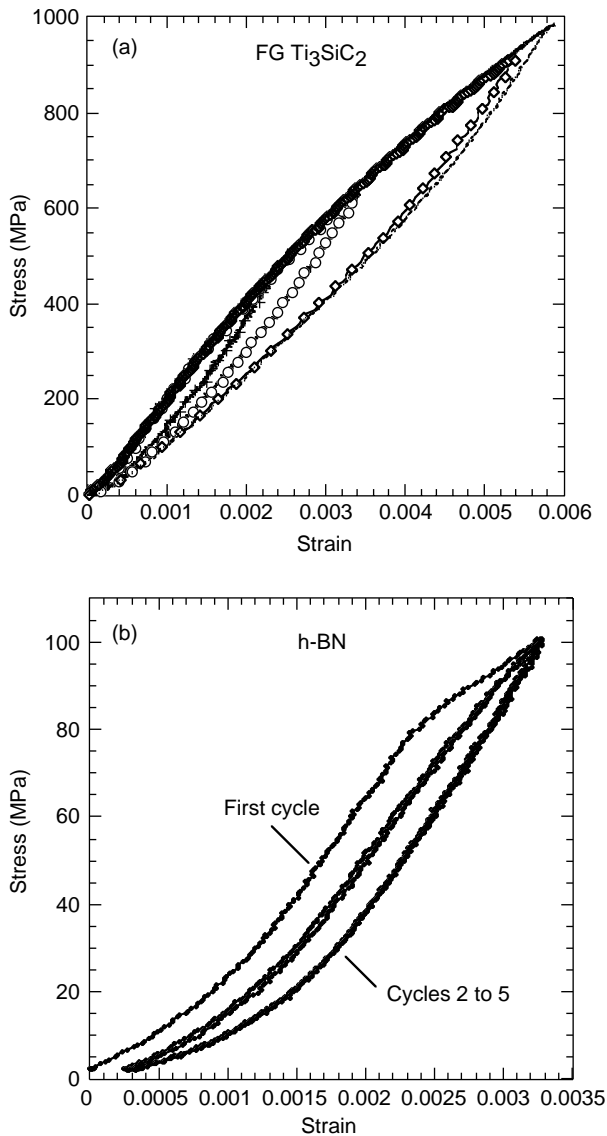 (a)
FG Ti₃SiC₂
1000
800
600
400
200
0
0 0.001 0.002 0.003 0.004 0.005 0.006
Stress (MPa)
Strain
(b)
h-BN
100
80
60
40
20
0
0 0.0005 0.001 0.0015 0.002 0.0025 0.003 0.0035
Stress (MPa)
Strain
First cycle
Cycles 2 to 5